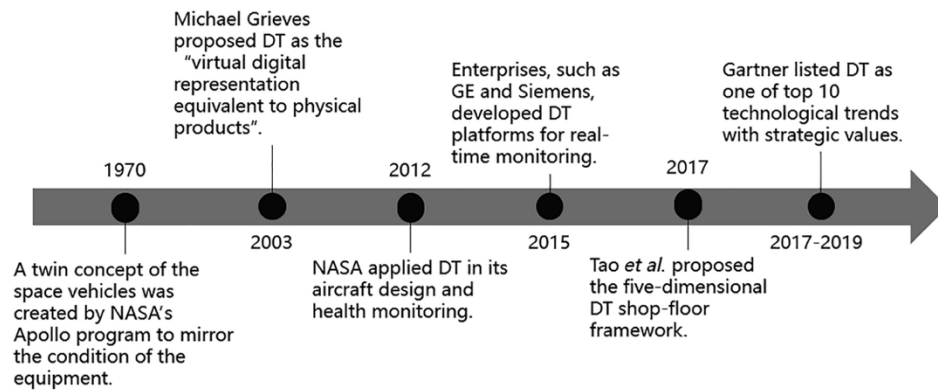 Michael Grieves
proposed DT as the
"virtual digital
representation
equivalent to physical
products".
Enterprises, such as
GE and Siemens,
developed DT
platforms for real-
time monitoring.
Gartner listed DT as
one of top 10
technological trends
with strategic values.
1970
2012
2017
2003
2015
2017-2019
A twin concept of the
space vehicles was
created by NASA's
Apollo program to mirror
the condition of the
equipment.
NASA applied DT in its
aircraft design and
health monitoring.
Tao et al. proposed
the five-dimensional
DT shop-floor
framework.